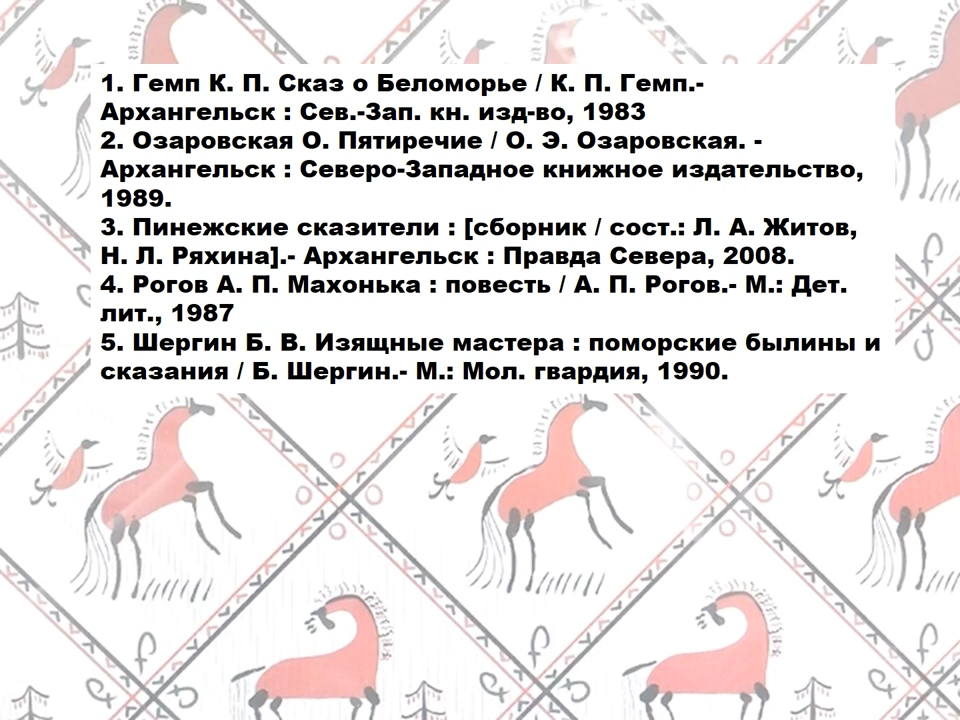 1. Гемп К. П. Сказ о Беломорье / К. П. Гемп.-
Архангельск : Сев.-Зап. кн. изд-во, 1983
2. Озаровская О. Пятиречие / О. Э. Озаровская. -
Архангельск : Северо-Западное книжное издательство,
1989.
3. Пинежские сказители : [сборник / сост.: Л. А. Житов,
Н. Л. Ряхина].- Архангельск : Правда Севера, 2008.
4. Рогов А. П. Махонька : повесть / А. П. Рогов.- М.: Дет.
лит., 1987
5. Шергин Б. В. Изящные мастера : поморские былины и
сказания / Б. Шергин.- М.: Мол. гвардия, 1990.